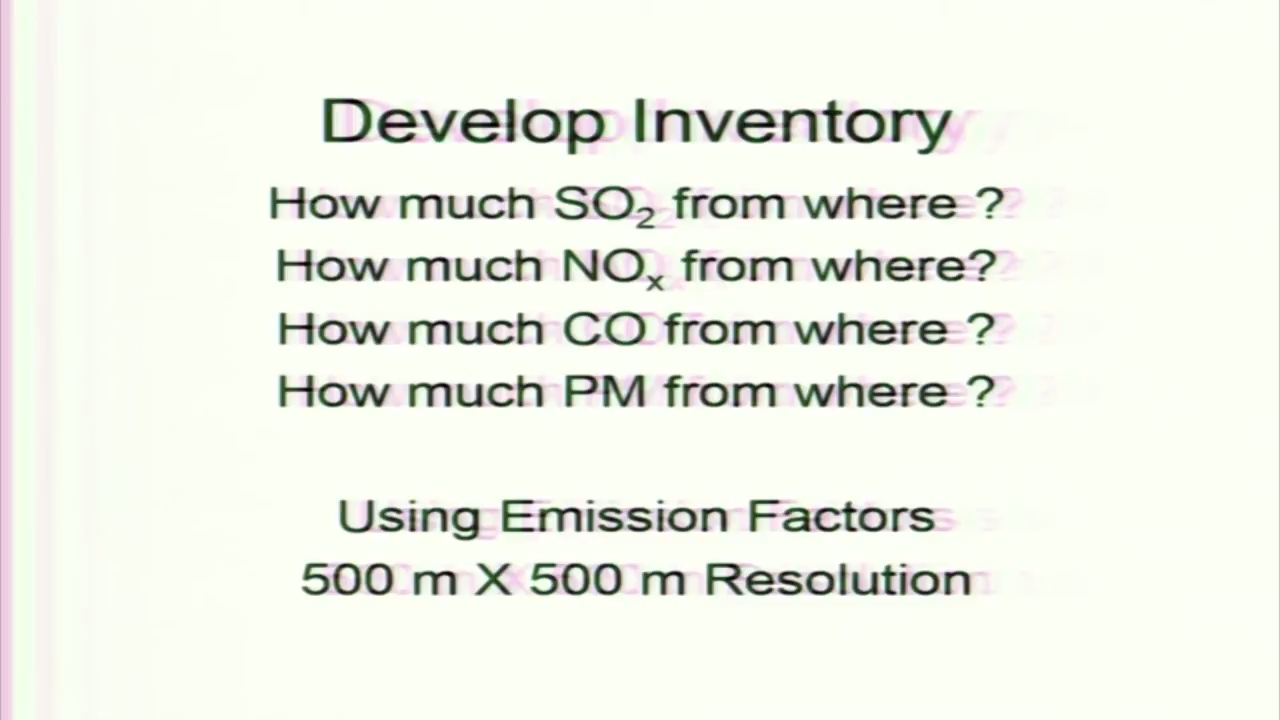 Develop Inventory
How much SO₂ from where ?
How much NOₓ from where?
How much CO from where ?
How much PM from where ?
Using Emission Factors
500 m X 500 m Resolution